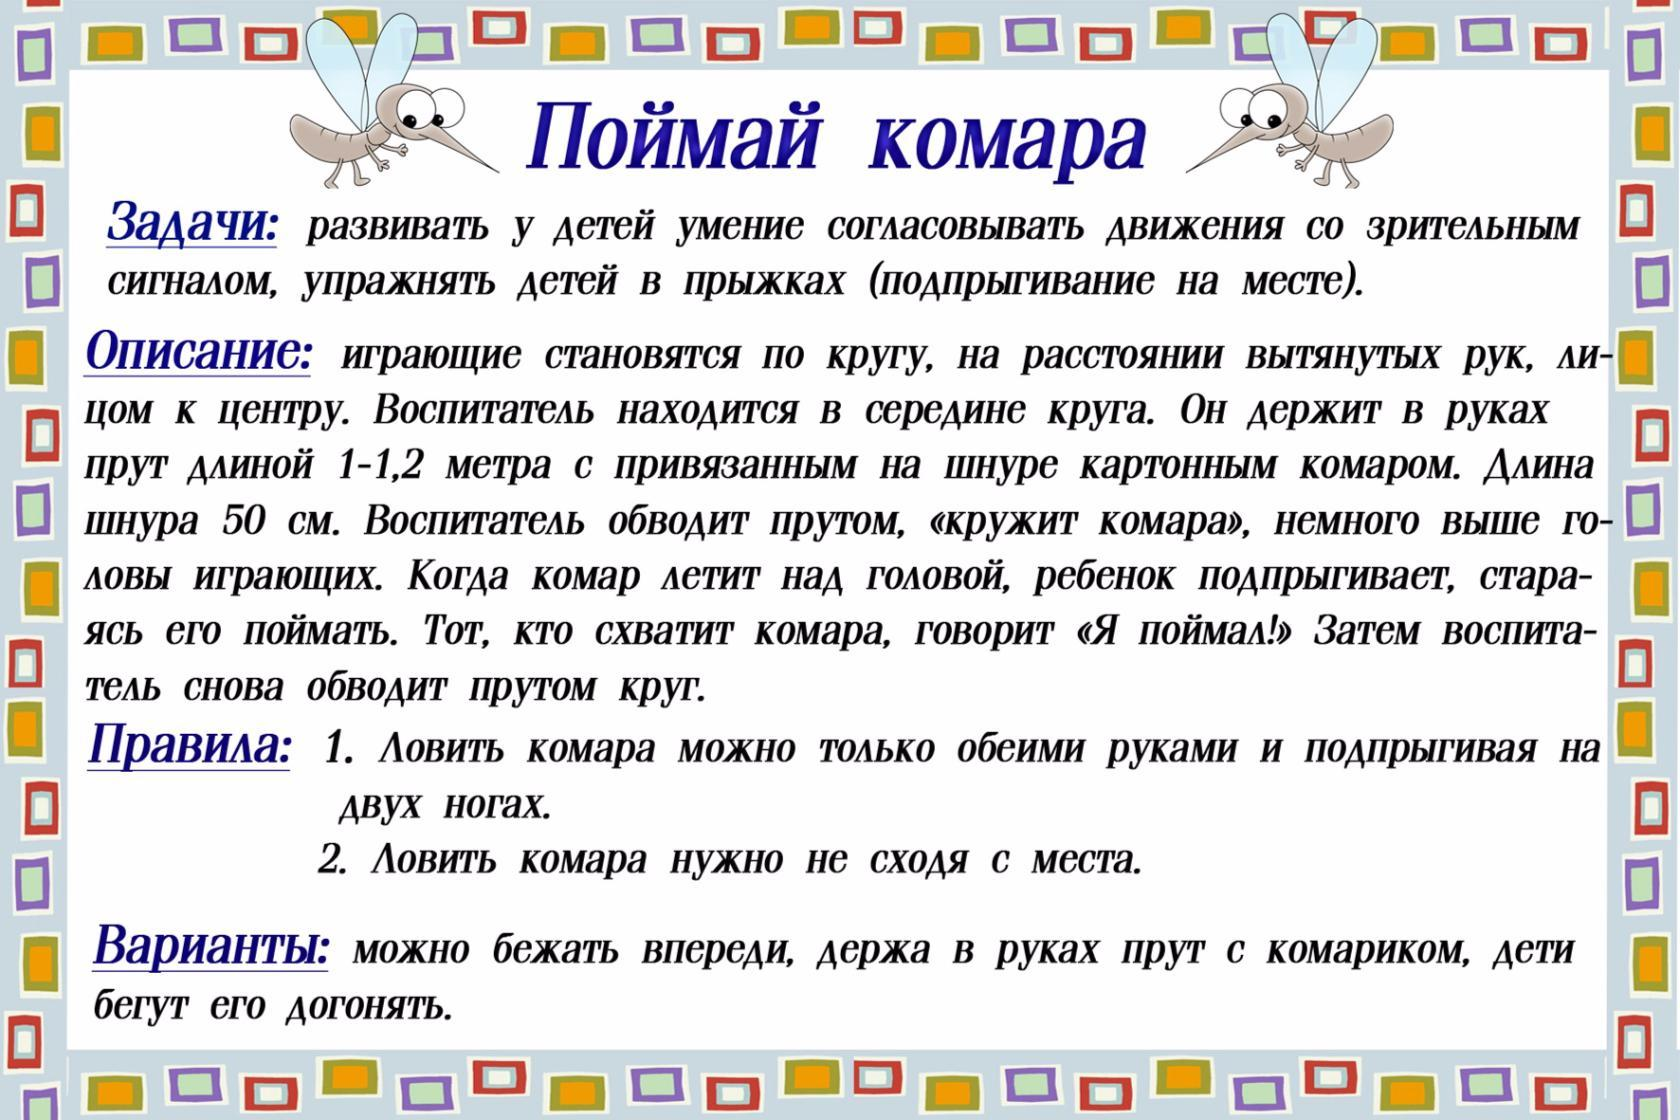 Поймай комара
Задачи: развивать у детей умение согласовывать движения со зрительным
сигналом, упражнять детей в прыжках (подпрыгивание на месте).
Описание: играющие становятся по кругу, на расстоянии вытянутых рук, ли-
цом к центру. Воспитатель находится в середине круга. Он держит в руках
прут длиной 1-1,2 метра с привязанным на шнуре картонным комаром. Длина
шнура 50 см. Воспитатель обводит прутом, «кружит комара», немного выше го-
ловы играющих. Когда комар летит над головой, ребенок подпрыгивает, стара-
ясь его поймать. Тот, кто схватит комара, говорит «Я поймал!» Затем воспита-
тель снова обводит прутом круг.
Правила: 1. Ловить комара можно только обеими руками и подпрыгивая на
двух ногах.
2. Ловить комара нужно не сходя с места.
Варианты: можно бежать впереди, держа в руках прут с комариком, дети
бегут его догонять.